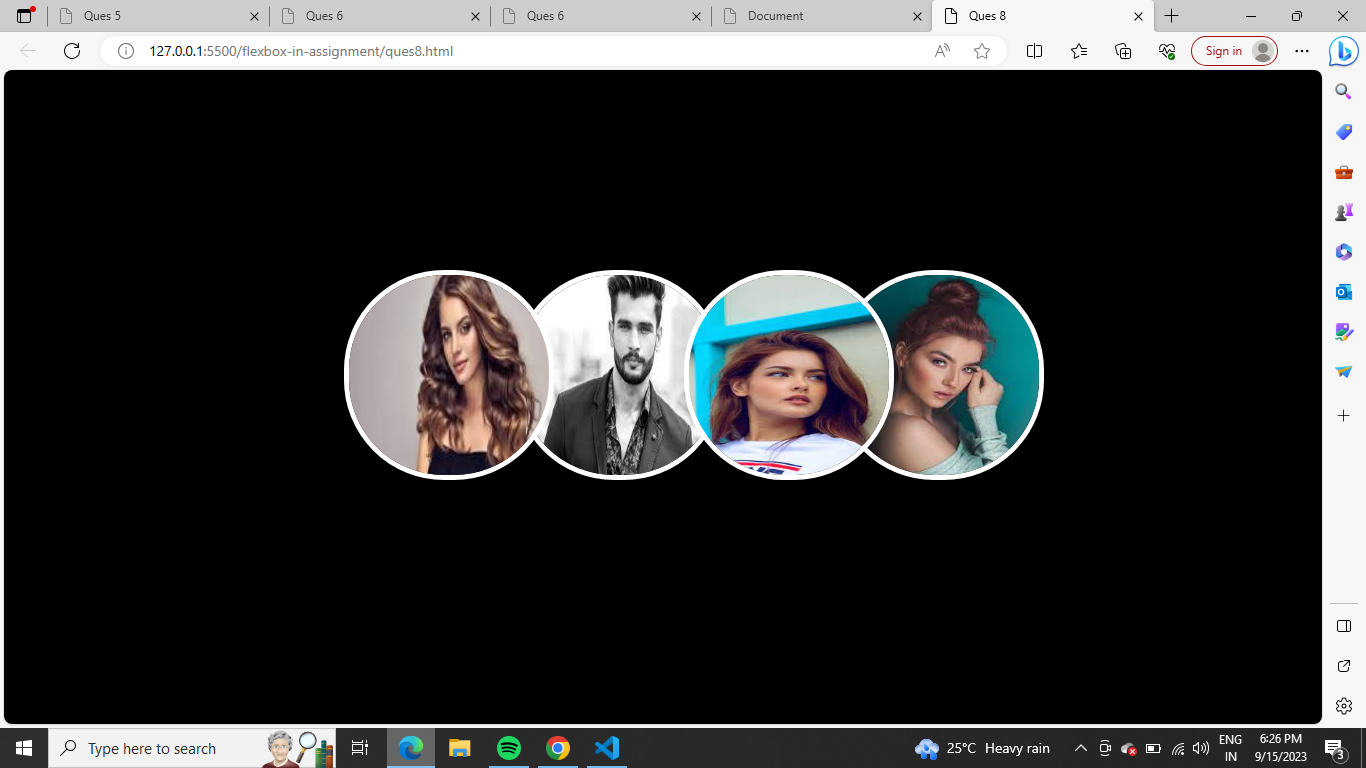 Ques 5
Ques 6
Ques 6
Document
Ques 8
127.0.0.1:5500/flexbox-in-assignment/ques8.html
Sign in
Type here to search
25°C Heavy rain
ENG
IN
6:26 PM
9/15/2023
3